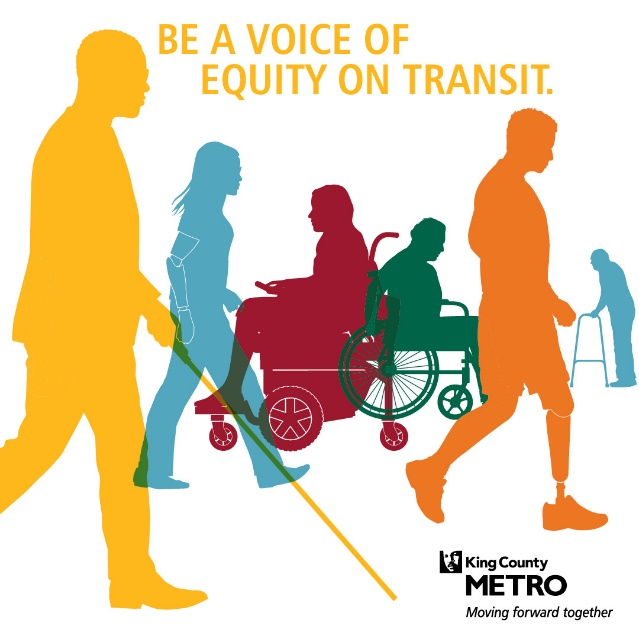 BE A VOICE OF
EQUITY ON TRANSIT.
King County
METRO
Moving forward together